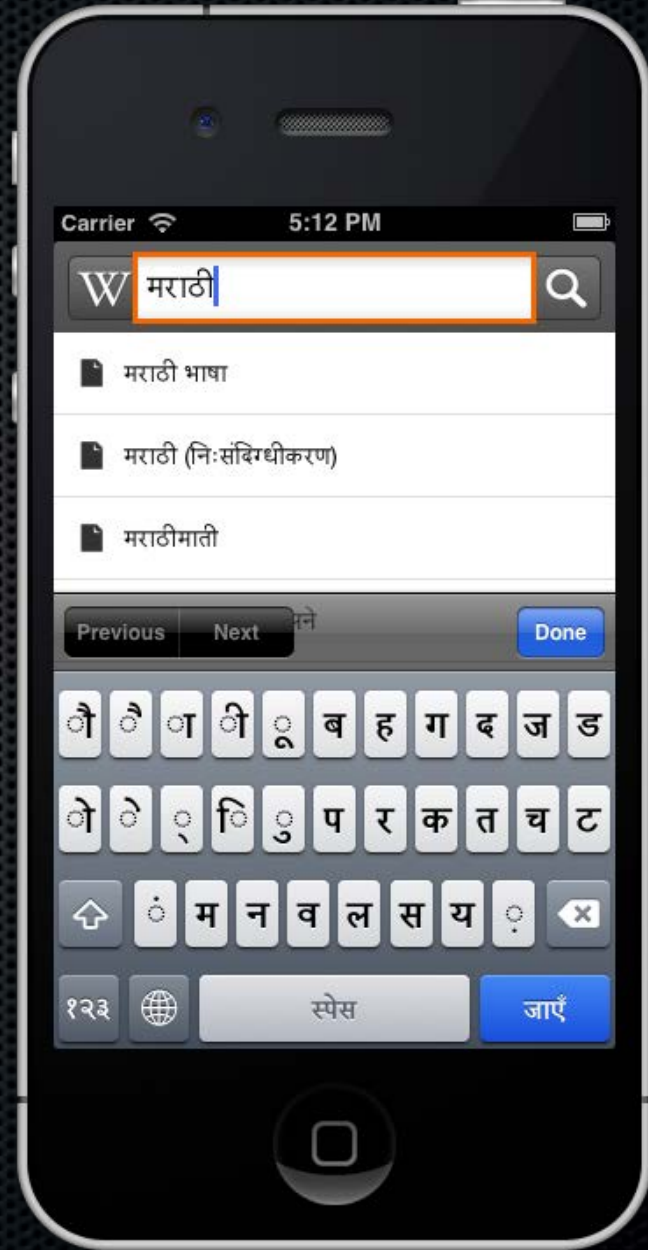 Carrier 5:12 PM
W मराठी
मराठी भाषा
मराठी (निःसंदिग्धीकरण)
मराठीमाती
Previous Next Done
ौ ै ा ी ू ब ह ग द ज ड
ो े ् ि ु प र क त च ट
ं म न व ल स य ़
१२३ स्पेस जाएँ